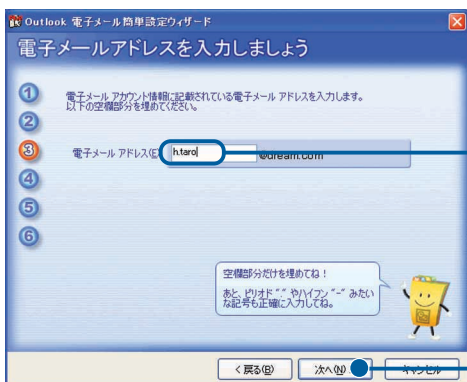 Outlook 電子メール簡単設定ウィザード
電子メールアドレスを入力しましょう
1
電子メール アカウント情報に記載されている電子メール アドレスを入力します。
以下の空欄部分を埋めてください。
2
3
電子メール アドレス(E) h.taro @dream.com
4
5
6
空欄部分だけを埋めてね！
あと、ピリオド "." やハイフン "-" みたい
な記号も正確に入力してね。
< 戻る(B) 次へ(N) キャンセル